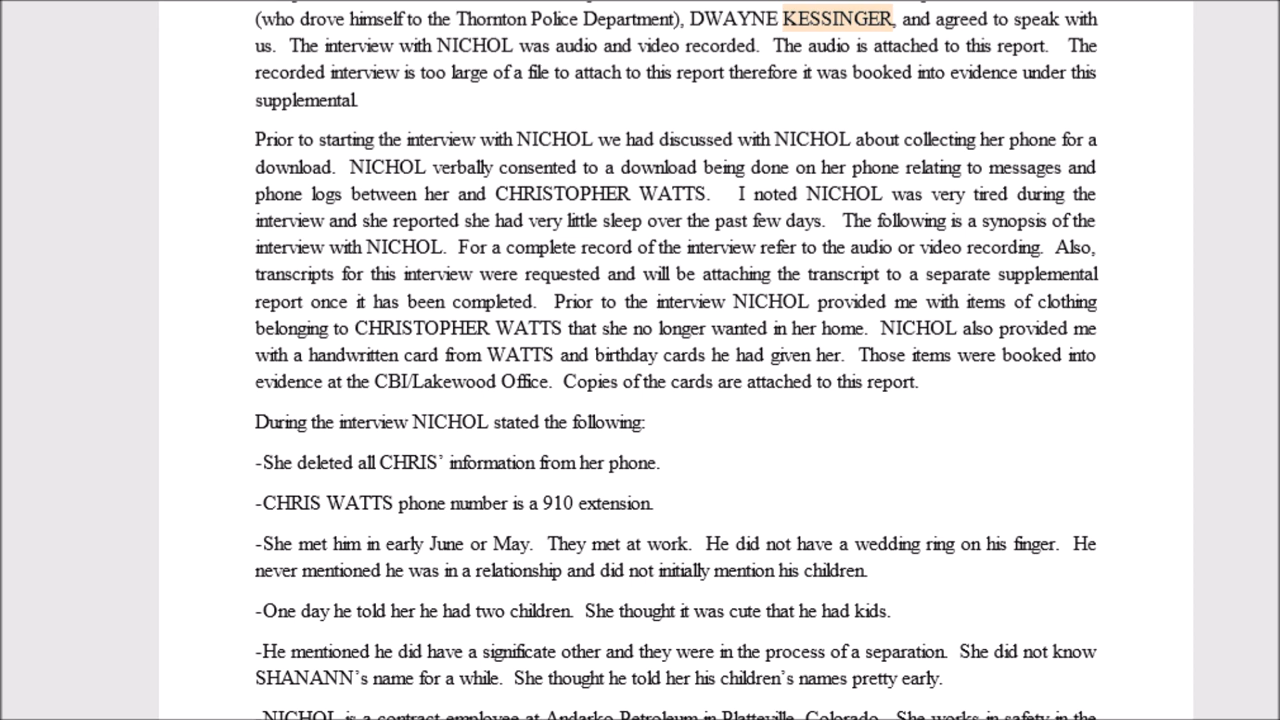 (who drove himself to the Thornton Police Department), DWAYNE KESSINGER, and agreed to speak with
us. The interview with NICHOL was audio and video recorded. The audio is attached to this report. The
recorded interview is too large of a file to attach to this report therefore it was booked into evidence under this
supplemental.
Prior to starting the interview with NICHOL we had discussed with NICHOL about collecting her phone for a
download. NICHOL verbally consented to a download being done on her phone relating to messages and
phone logs between her and CHRISTOPHER WATTS. I noted NICHOL was very tired during the
interview and she reported she had very little sleep over the past few days. The following is a synopsis of the
interview with NICHOL. For a complete record of the interview refer to the audio or video recording. Also,
transcripts for this interview were requested and will be attaching the transcript to a separate supplemental
report once it has been completed. Prior to the interview NICHOL provided me with items of clothing
belonging to CHRISTOPHER WATTS that she no longer wanted in her home. NICHOL also provided me
with a handwritten card from WATTS and birthday cards he had given her. Those items were booked into
evidence at the CBI/Lakewood Office. Copies of the cards are attached to this report.
During the interview NICHOL stated the following:
-She deleted all CHRIS’ information from her phone.
-CHRIS WATTS phone number is a 910 extension.
-She met him in early June or May. They met at work. He did not have a wedding ring on his finger. He
never mentioned he was in a relationship and did not initially mention his children.
-One day he told her he had two children. She thought it was cute that he had kids.
-He mentioned he did have a significate other and they were in the process of a separation. She did not know
SHANANN’s name for a while. She thought he told her his children’s names pretty early.
-NICHOL is a contract employee at Andarko Petroleum in Platteville, Colorado. She works in safety in the